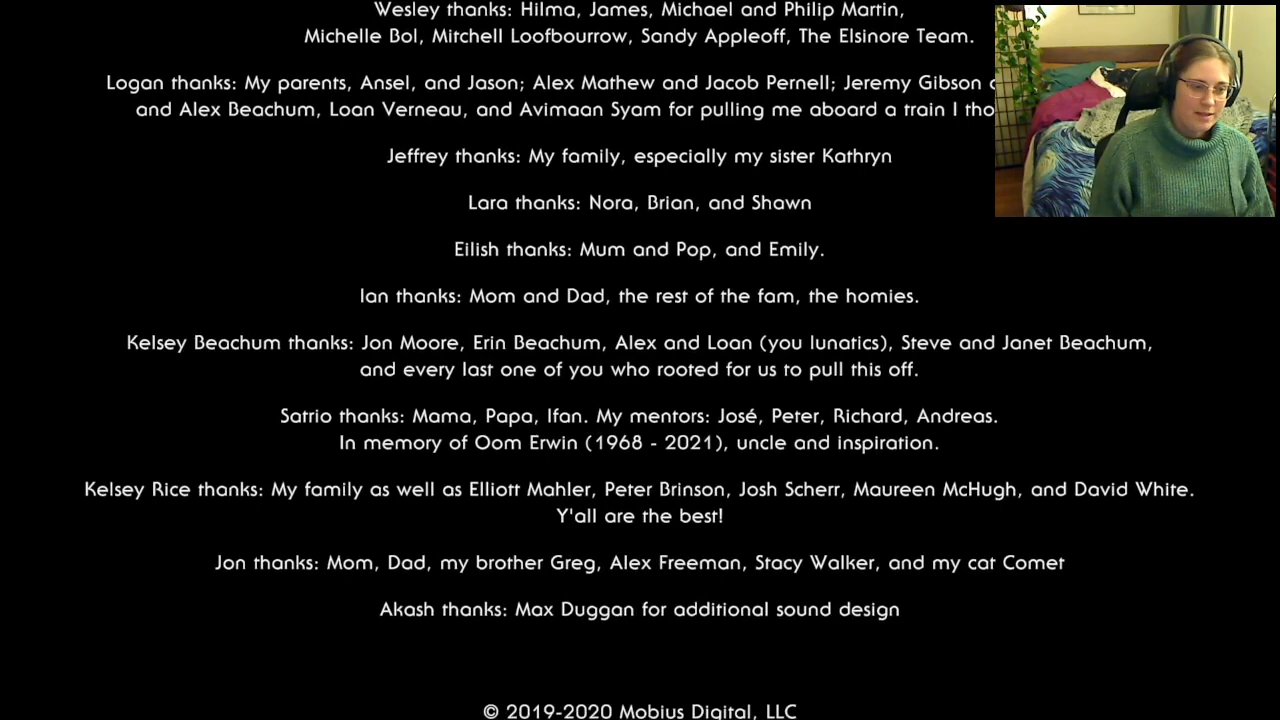 Wesley thanks: Hilma, James, Michael and Philip Martin,
Michelle Bol, Mitchell Loofbourrow, Sandy Appleoff, The Elsinore Team.
Logan thanks: My parents, Ansel, and Jason; Alex Mathew and Jacob Pernell; Jeremy Gibson
and Alex Beachum, Loan Verneau, and Avimaan Syam for pulling me aboard a train I
Jeffrey thanks: My family, especially my sister Kathryn
Lara thanks: Nora, Brian, and Shawn
Eilish thanks: Mum and Pop, and Emily.
Ian thanks: Mom and Dad, the rest of the fam, the homies.
Kelsey Beachum thanks: Jon Moore, Erin Beachum, Alex and Loan (you lunatics), Steve and Janet Beachum,
and every last one of you who rooted for us to pull this off.
Satrio thanks: Mama, Papa, Ifan. My mentors: José, Peter, Richard, Andreas.
In memory of Oom Erwin (1968 - 2021), uncle and inspiration.
Kelsey Rice thanks: My family as well as Elliott Mahler, Peter Brinson, Josh Scherr, Maureen McHugh, and David White.
Y'all are the best!
Jon thanks: Mom, Dad, my brother Greg, Alex Freeman, Stacy Walker, and my cat Comet
Akash thanks: Max Duggan for additional sound design
© 2019-2020 Mobius Digital, LLC